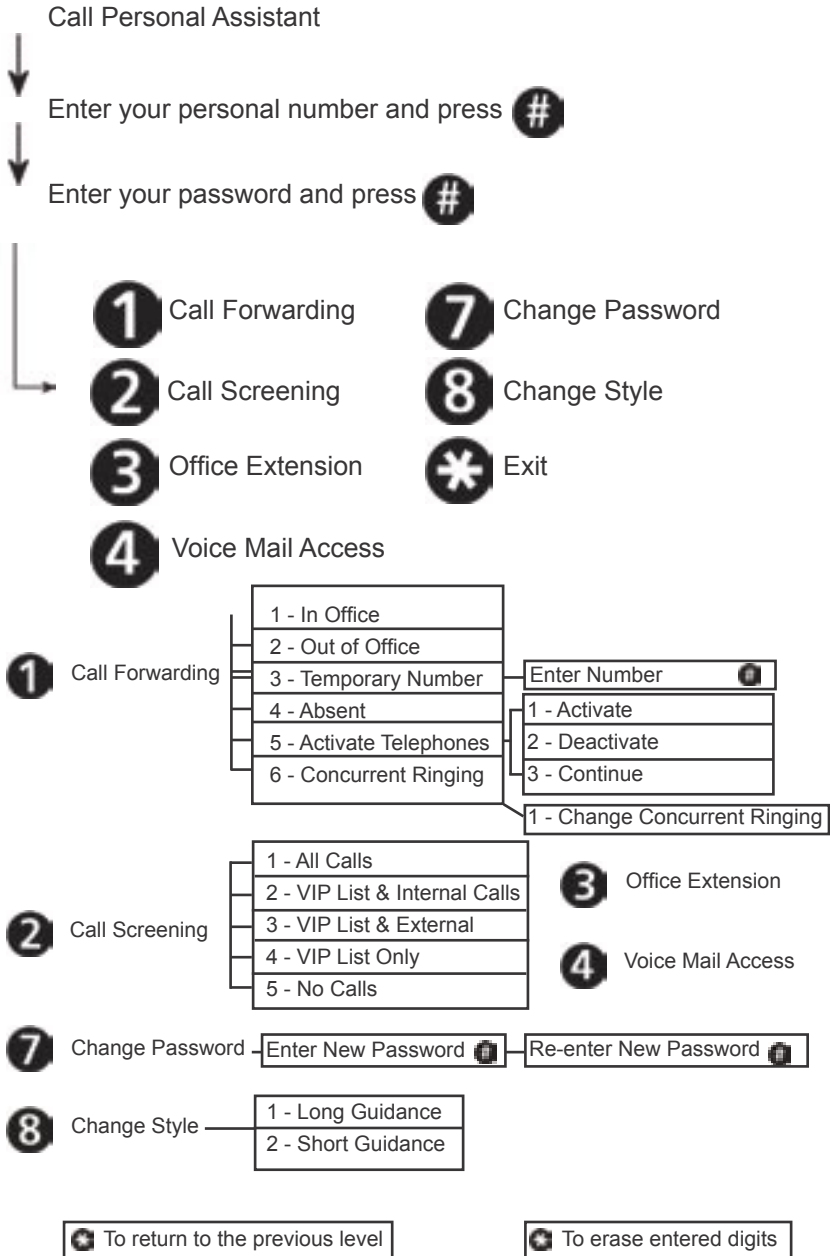 Call Personal Assistant
Enter your personal number and press #
Enter your password and press #
1 Call Forwarding
7 Change Password
2 Call Screening
8 Change Style
3 Office Extension
* Exit
4 Voice Mail Access
1 Call Forwarding
1 - In Office
2 - Out of Office
3 - Temporary Number
Enter Number #
4 - Absent
5 - Activate Telephones
1 - Activate
2 - Deactivate
3 - Continue
6 - Concurrent Ringing
1 - Change Concurrent Ringing
2 Call Screening
1 - All Calls
2 - VIP List & Internal Calls
3 - VIP List & External
4 - VIP List Only
5 - No Calls
3 Office Extension
4 Voice Mail Access
7 Change Password
Enter New Password #
Re-enter New Password #
8 Change Style
1 - Long Guidance
2 - Short Guidance
* To return to the previous level
* To erase entered digits